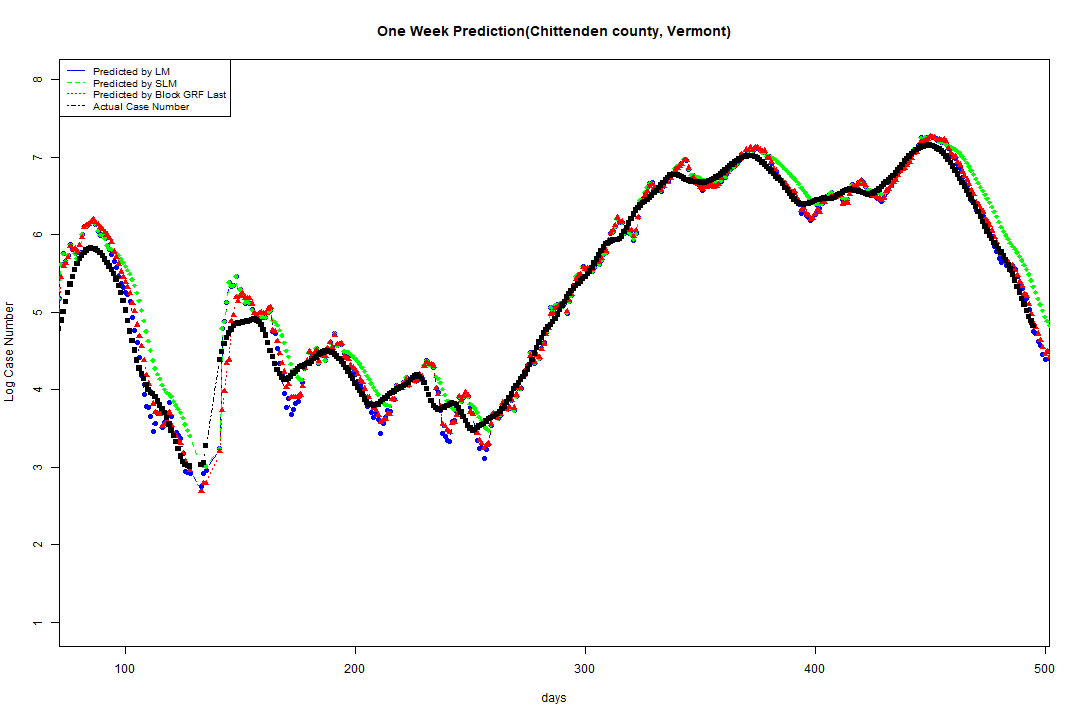 One Week Prediction(Chittenden county, Vermont)
Predicted by LM
Predicted by SLM
Predicted by Block GRF Last
Actual Case Number
8
7
6
5
4
3
2
1
Log Case Number
100 200 300 400 500
days